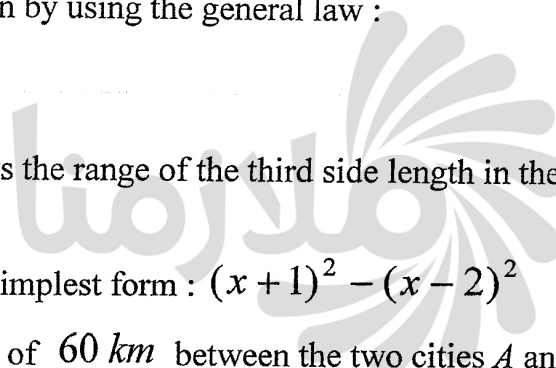 n by using the general law :
ملازمنا
s the range of the third side length in the
implest form : (x + 1)² − (x − 2)²
of 60 km between the two cities A an